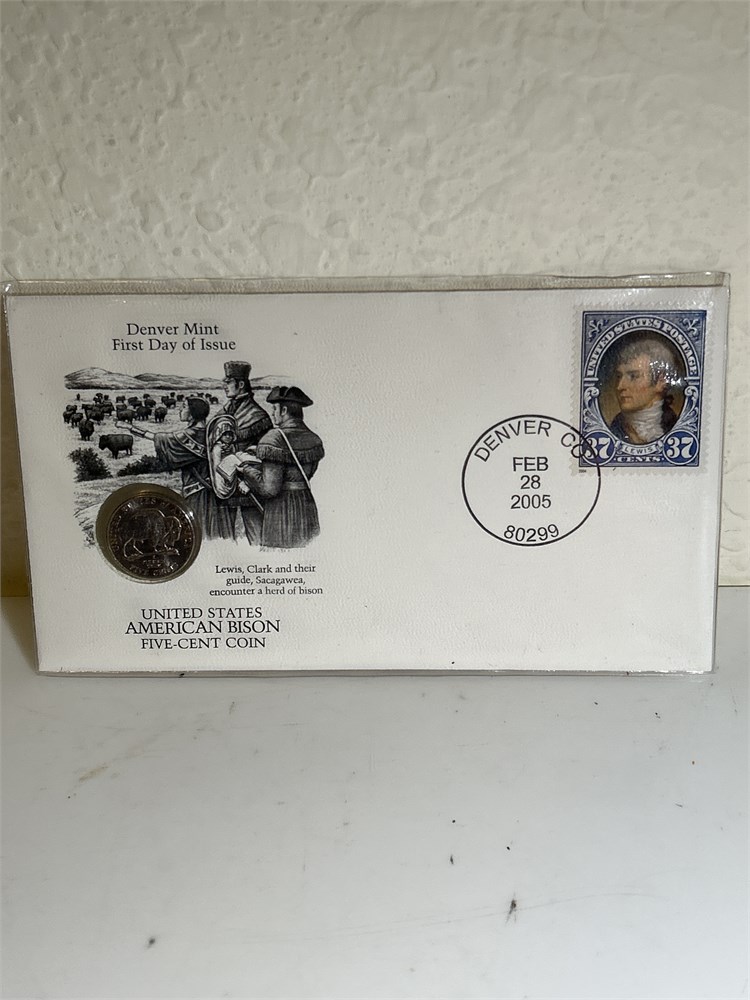 Denver Mint
First Day of Issue
UNITED STATES POSTAGE
37
LEWIS
37
CENTS
DENVER CO
FEB
28
2005
80299
Lewis, Clark and their
guide, Sacagawea,
encounter a herd of bison
UNITED STATES
AMERICAN BISON
FIVE-CENT COIN